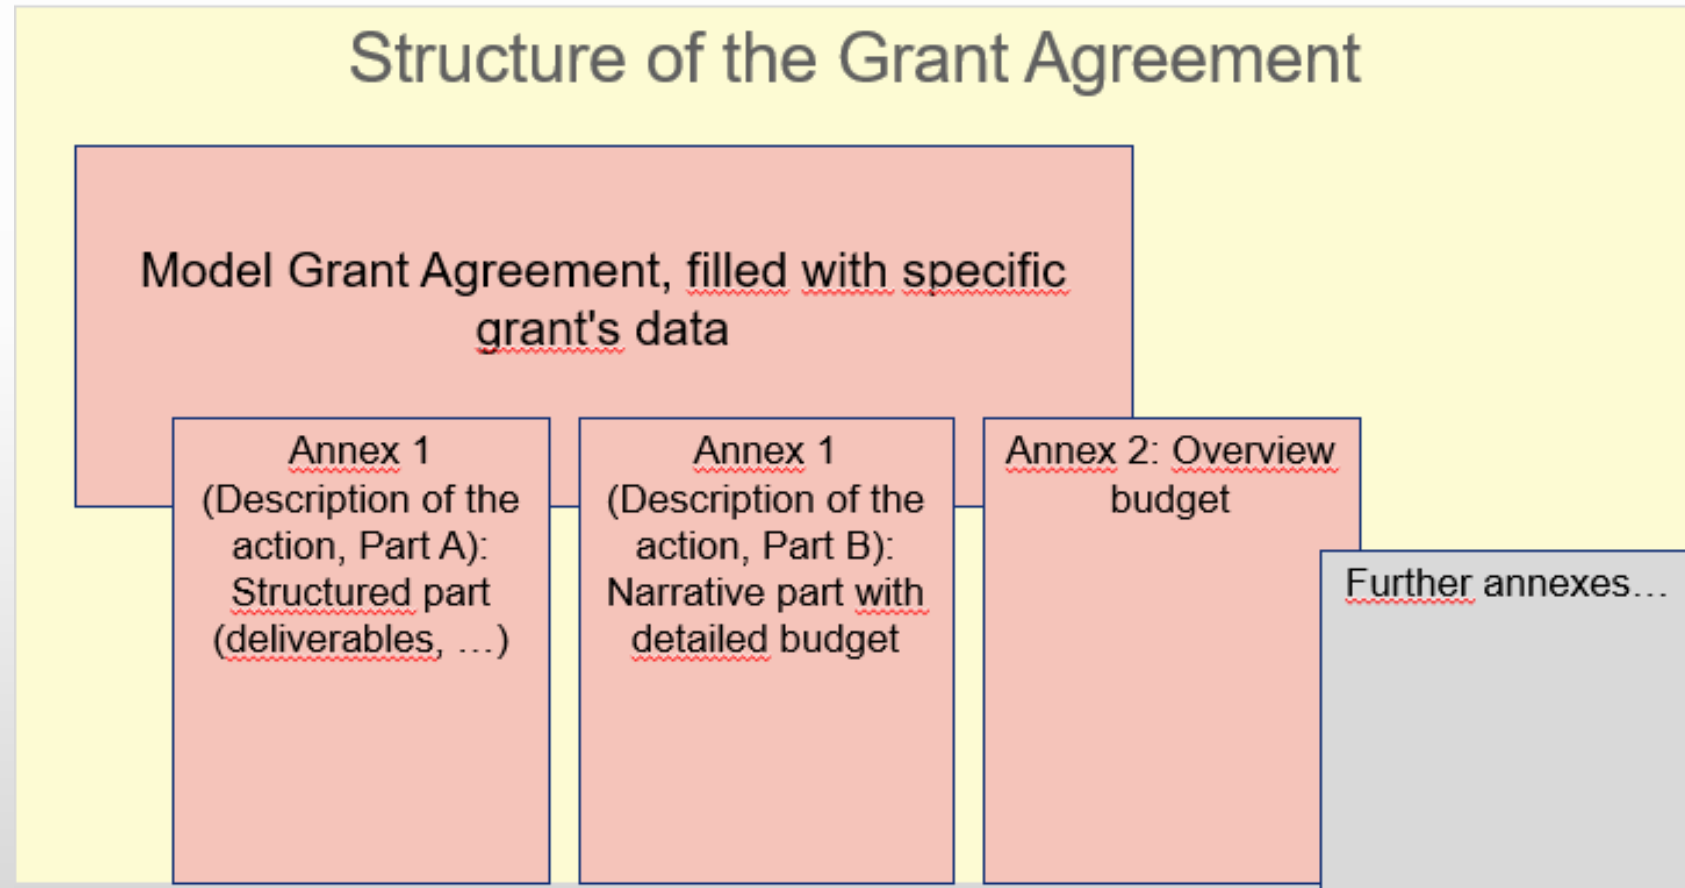 Structure of the Grant Agreement
Model Grant Agreement, filled with specific
grant's data
Annex 1
(Description of the
action, Part A):
Structured part
(deliverables, …)
Annex 1
(Description of the
action, Part B):
Narrative part with
detailed budget
Annex 2: Overview
budget
Further annexes…